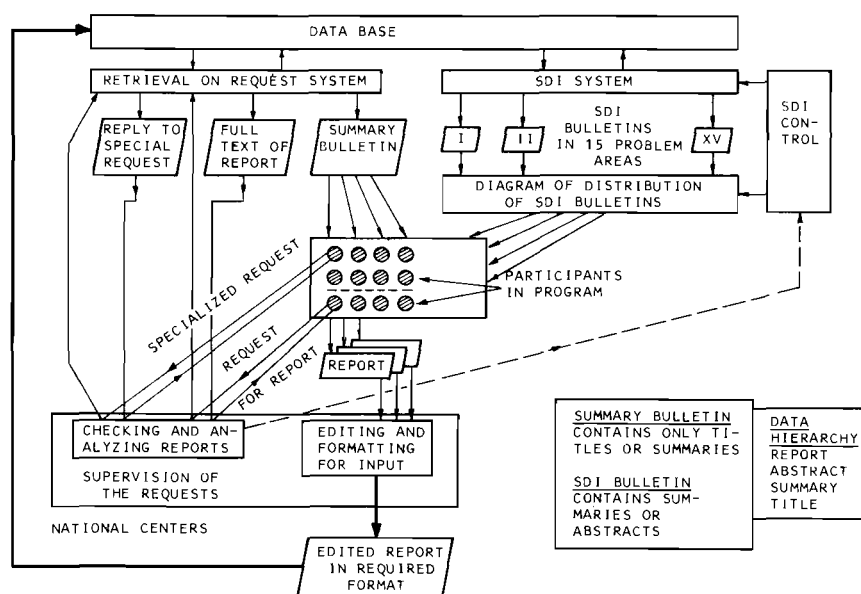 DATA BASE
RETRIEVAL ON REQUEST SYSTEM
SDI SYSTEM
SDI
CON-
TROL
REPLY TO
SPECIAL
REQUEST
FULL
TEXT OF
REPORT
SUMMARY
BULLETIN
I
II
SDI
BULLETINS
IN 15 PROBLEM
AREAS
XV
DIAGRAM OF DISTRIBUTION
OF SDI BULLETINS
SPECIALIZED REQUEST
PARTICIPANTS
IN PROGRAM
REQUEST
FOR REPORT
REPORT
CHECKING AND AN-
ALYZING REPORTS
EDITING AND
FORMATTING
FOR INPUT
SUPERVISION OF
THE REQUESTS
NATIONAL CENTERS
EDITED REPORT
IN REQUIRED
FORMAT
SUMMARY BULLETIN
CONTAINS ONLY TI-
TLES OR SUMMARIES
SDI BULLETIN
CONTAINS SUM-
MARIES OR
ABSTRACTS
DATA
HIERARCHY
REPORT
ABSTRACT
SUMMARY
TITLE